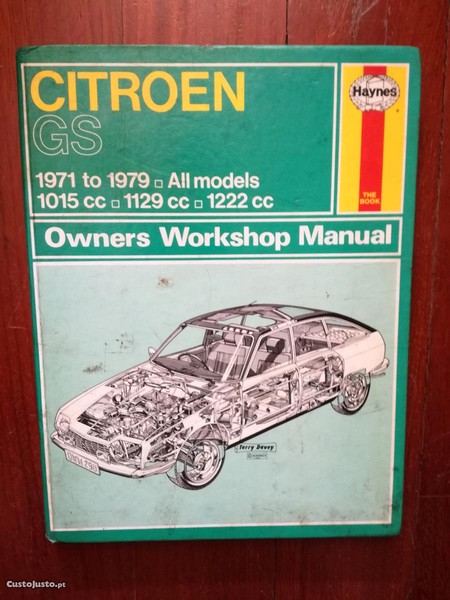 CITROEN
GS
1971 to 1979 □ All models
1015 cc □ 1129 cc □ 1222 cc
Haynes
THE
BOOK
Owners Workshop Manual
Terry Davey
CustoJusto.pt